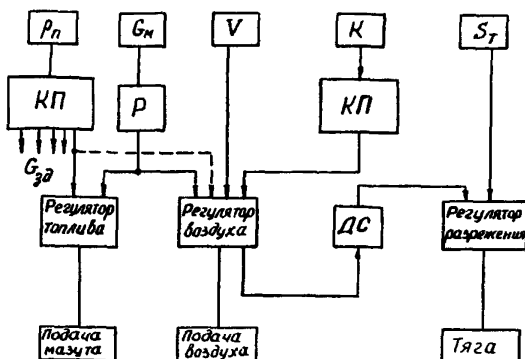 Pп
Gм
V
K
Sт
КП
P
КП
Gзд
Регулятор
топлива
Регулятор
воздуха
ДС
Регулятор
разрежения
Подача
мазута
Подача
воздуха
Тяга